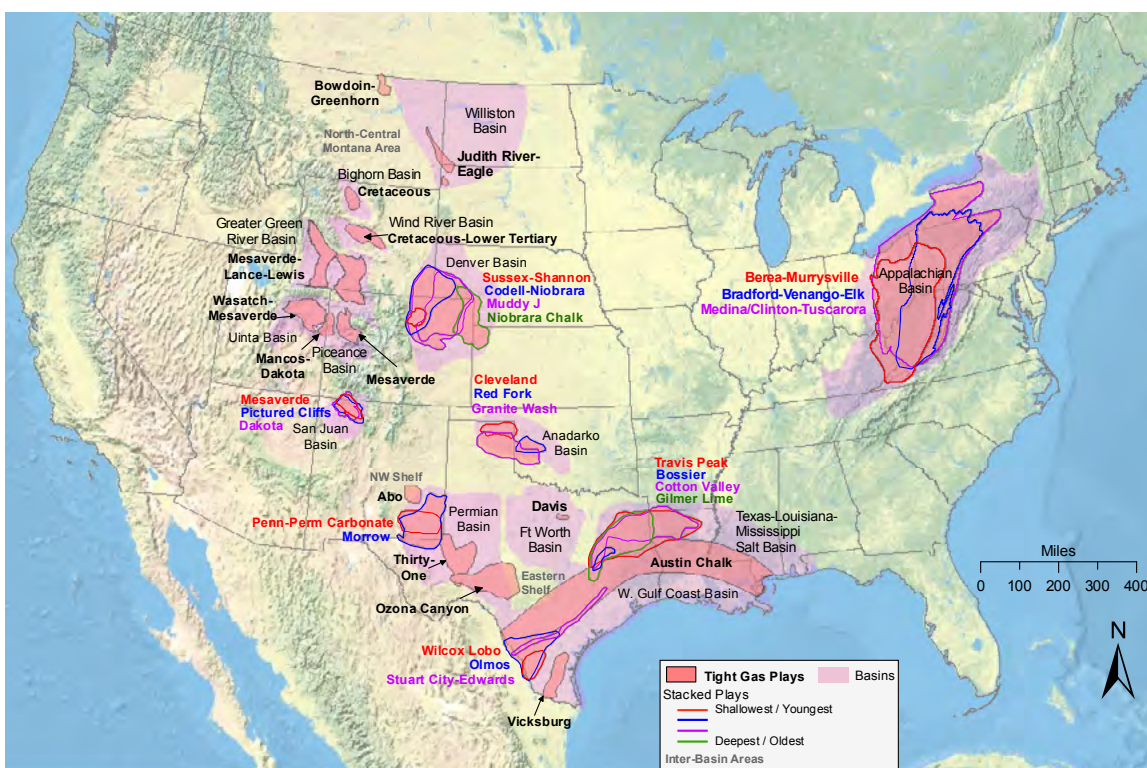 Bowdoin-
Greenhorn
Williston
Basin
North-Central
Montana Area
Judith River-
Eagle
Bighorn Basin
Cretaceous
Greater Green
River Basin
Wind River Basin
Cretaceous-Lower Tertiary
Mesaverde-
Lance-Lewis
Denver Basin
Sussex-Shannon
Codell-Niobrara
Muddy J
Niobrara Chalk
Berea-Murrysville
Bradford-Venango-Elk
Medina/Clinton-Tuscarora
Appalachian
Basin
Wasatch-
Mesaverde
Uinta Basin
Mancos-
Dakota
Piceance
Basin
Mesaverde
Cleveland
Red Fork
Granite Wash
Mesaverde
Pictured Cliffs
Dakota
San Juan
Basin
Anadarko
Basin
NW Shelf
Abo
Travis Peak
Bossier
Cotton Valley
Gilmer Lime
Penn-Perm Carbonate
Morrow
Permian
Basin
Davis
Ft Worth
Basin
Texas-Louisiana-
Mississippi
Salt Basin
Thirty-
One
Eastern
Shelf
Austin Chalk
Ozona Canyon
W. Gulf Coast Basin
Wilcox Lobo
Olmos
Stuart City-Edwards
Vicksburg
Miles
0 100 200 300 400
N
Tight Gas Plays
Basins
Stacked Plays
Shallowest / Youngest
Deepest / Oldest
Inter-Basin Areas